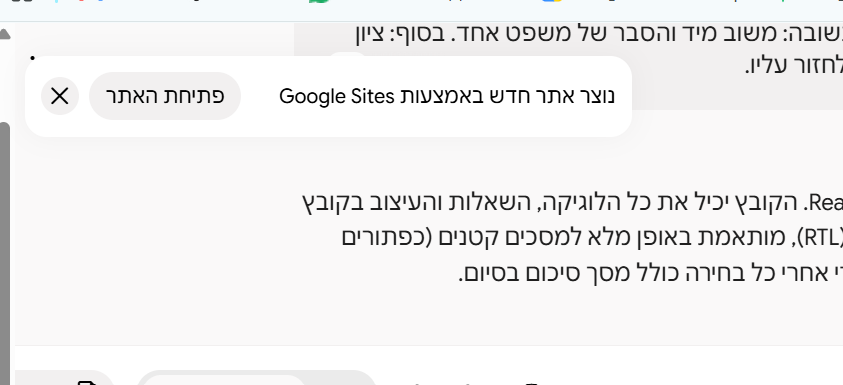 שובה: משוב מיד והסבר של משפט אחד. בסוף: ציון
לחזור עליו.
נוצר אתר חדש באמצעות Google Sites
פתיחת האתר
Rea. הקובץ יכיל את כל הלוגיקה, השאלות והעיצוב בקובץ
(RTL), מותאמת באופן מלא למסכים קטנים (כפתורים
י אחרי כל בחירה כולל מסך סיכום בסיום.